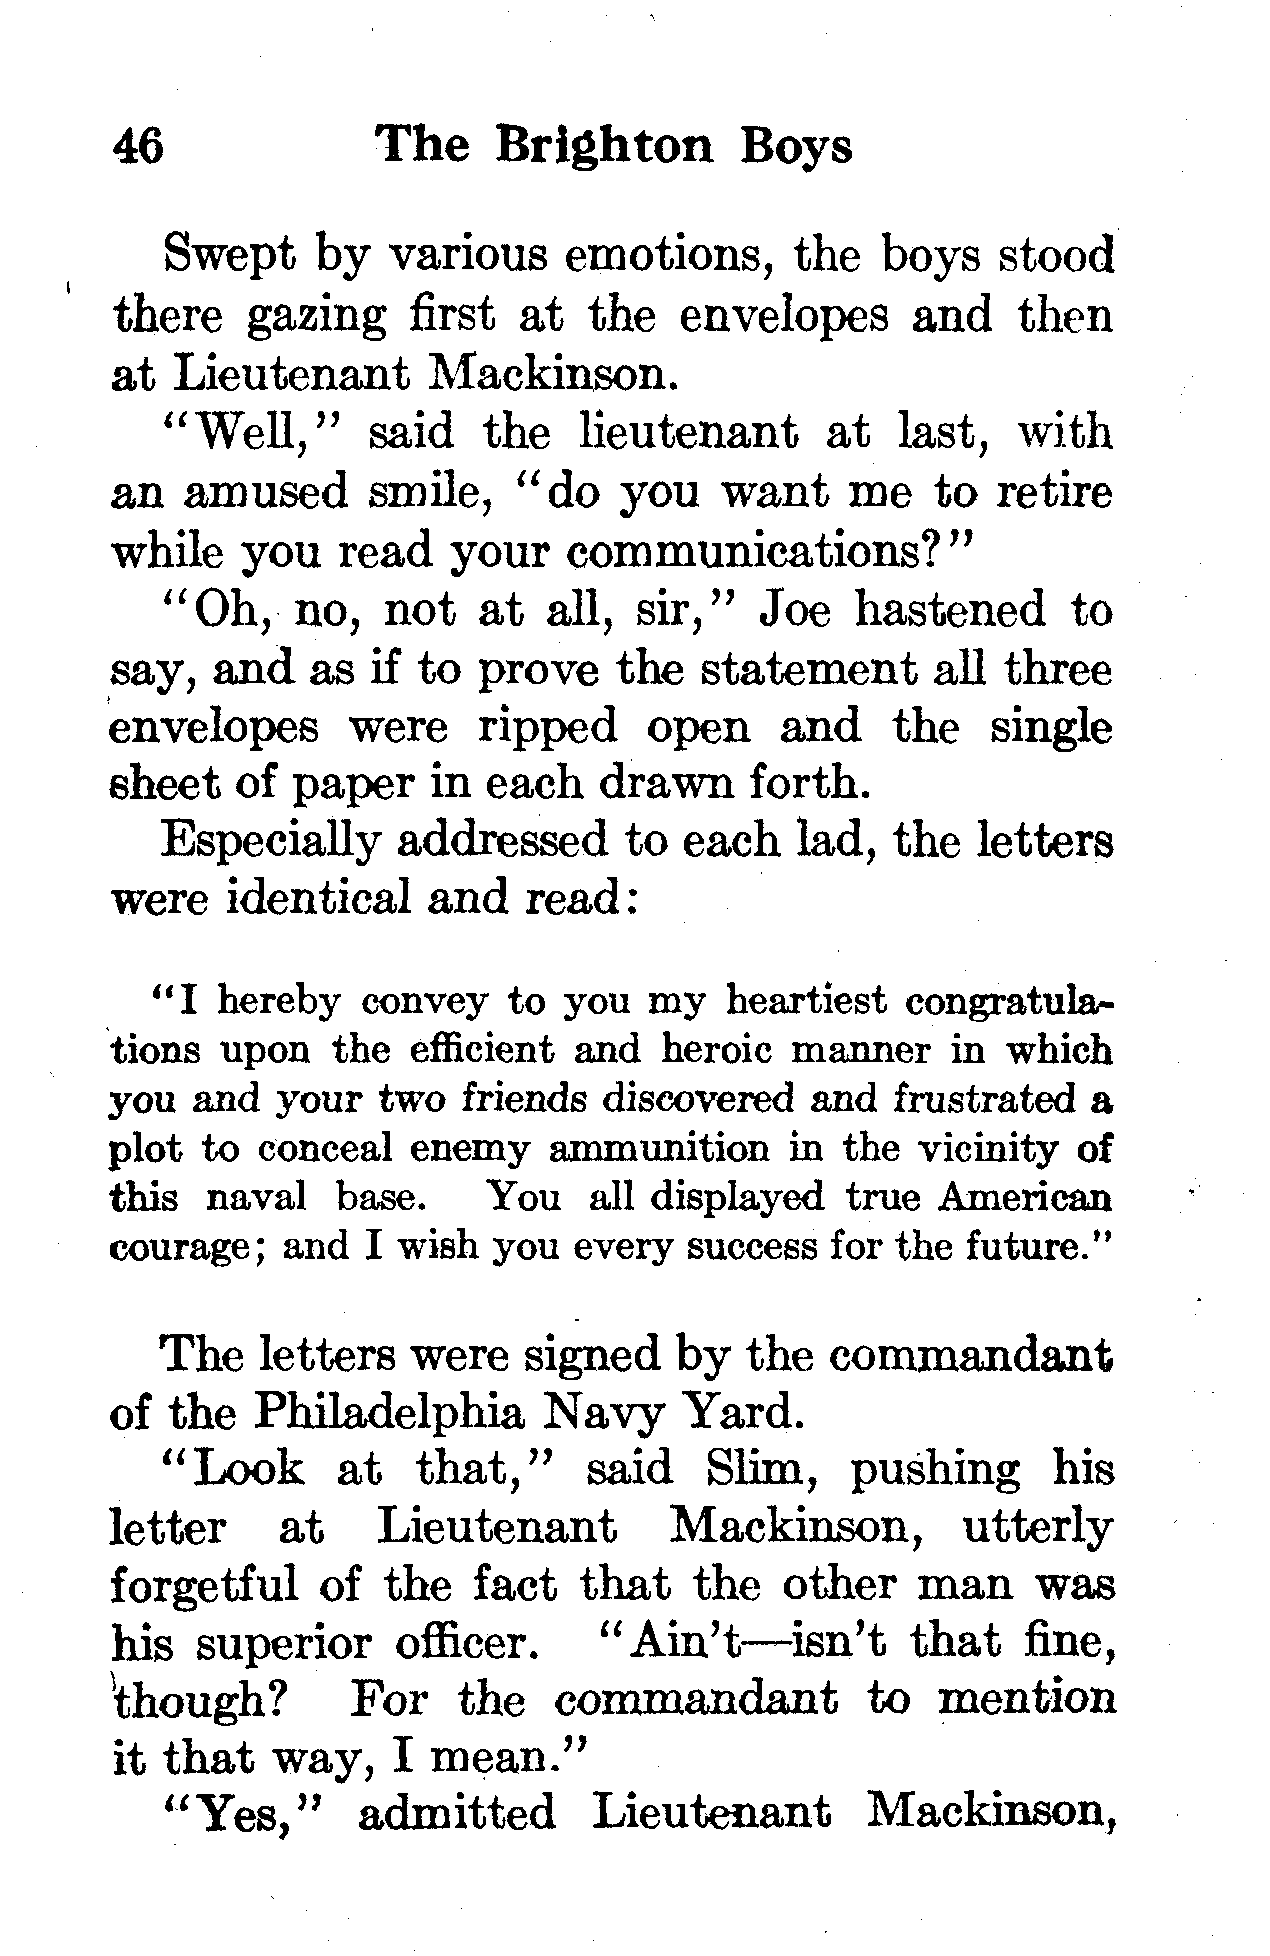 46 The Brighton Boys
Swept by various emotions, the boys stood
there gazing first at the envelopes and then
at Lieutenant Mackinson.
"Well," said the lieutenant at last, with
an amused smile, "do you want me to retire
while you read your communications?"
"Oh, no, not at all, sir," Joe hastened to
say, and as if to prove the statement all three
envelopes were ripped open and the single
sheet of paper in each drawn forth.
Especially addressed to each lad, the letters
were identical and read:
"I hereby convey to you my heartiest congratula-
tions upon the efficient and heroic manner in which
you and your two friends discovered and frustrated a
plot to conceal enemy ammunition in the vicinity of
this naval base. You all displayed true American
courage; and I wish you every success for the future."
The letters were signed by the commandant
of the Philadelphia Navy Yard.
"Look at that," said Slim, pushing his
letter at Lieutenant Mackinson, utterly
forgetful of the fact that the other man was
his superior officer. "Ain't—isn't that fine,
though? For the commandant to mention
it that way, I mean."
"Yes," admitted Lieutenant Mackinson,